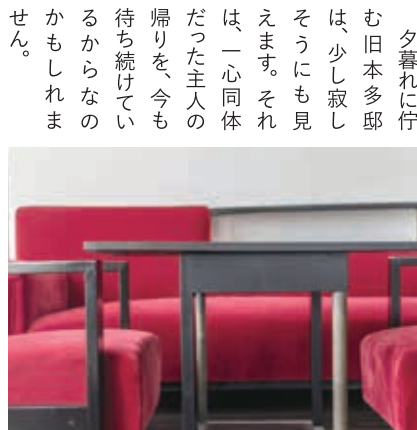 夕暮れに佇
む旧本多邸
は、少し寂し
そうにも見
えます。それ
は、一心同体
だった主人の
帰りを、今も
待ち続けてい
るからなの
かもしれま
せん。